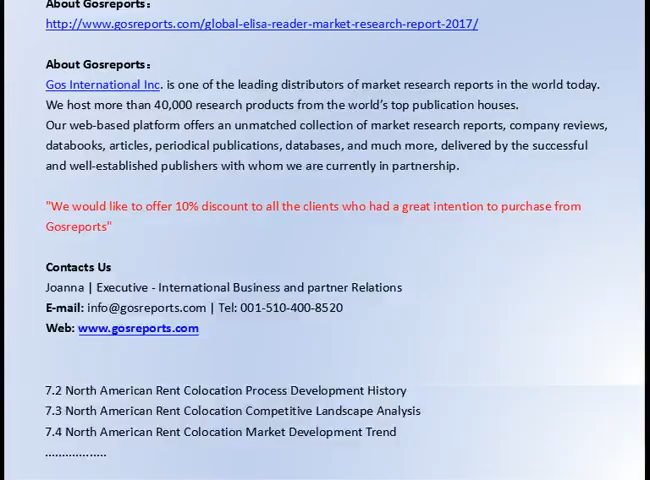 About Gosreports：
http://www.gosreports.com/global-elisa-reader-market-research-report-2017/
About Gosreports：
Gos International Inc. is one of the leading distributors of market research reports in the world today.
We host more than 40,000 research products from the world’s top publication houses.
Our web-based platform offers an unmatched collection of market research reports, company reviews,
databooks, articles, periodical publications, databases, and much more, delivered by the successful
and well-established publishers with whom we are currently in partnership.
"We would like to offer 10% discount to all the clients who had a great intention to purchase from
Gosreports"
Contacts Us
Joanna | Executive - International Business and partner Relations
E-mail: info@gosreports.com | Tel: 001-510-400-8520
Web: www.gosreports.com
7.2 North American Rent Colocation Process Development History
7.3 North American Rent Colocation Competitive Landscape Analysis
7.4 North American Rent Colocation Market Development Trend
..................